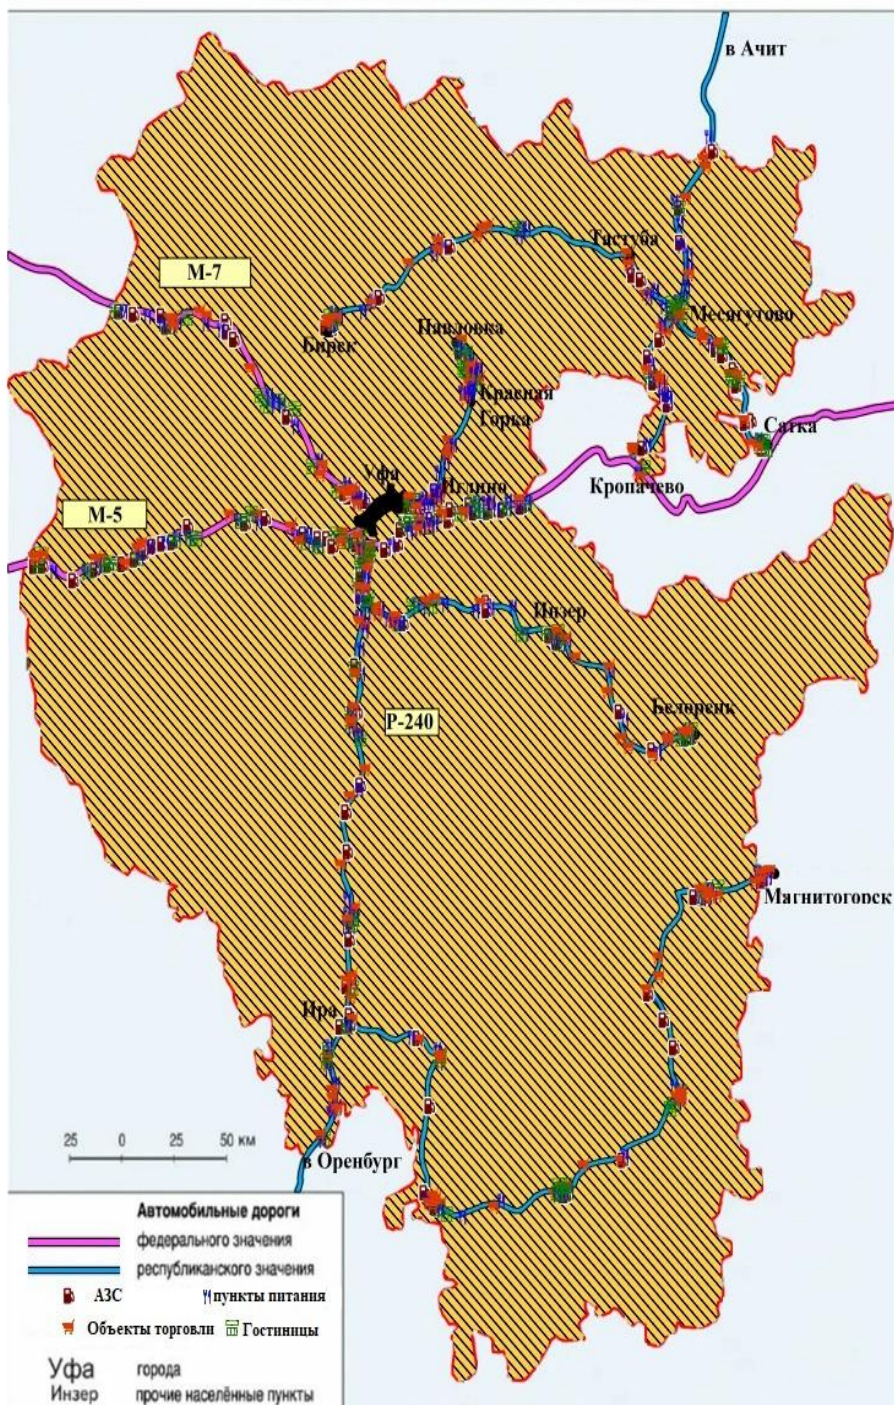 в Ачит
Тастуба
М-7
Месягутово
Бирск
Павловка
Красная
Горка
Сатка
Уфа
Иглино
Кропачево
М-5
Инзер
Белорецк
Р-240
Магнитогорск
Ира
25 0 25 50 км
в Оренбург
Автомобильные дороги
федерального значения
республиканского значения
АЗС пункты питания
Объекты торговли Гостиницы
Уфа города
Инзер прочие населённые пункты